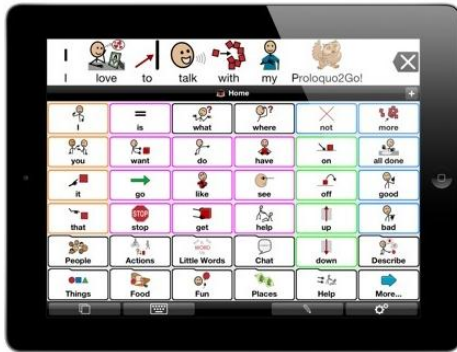 I love to talk with my Proloquo2Go!
Home
I is what where not more
you want do have on all done
it go like see off good
that STOP stop get help up bad
People Actions WORD Little Words Chat down Describe
Things Food Fun Places Help More...